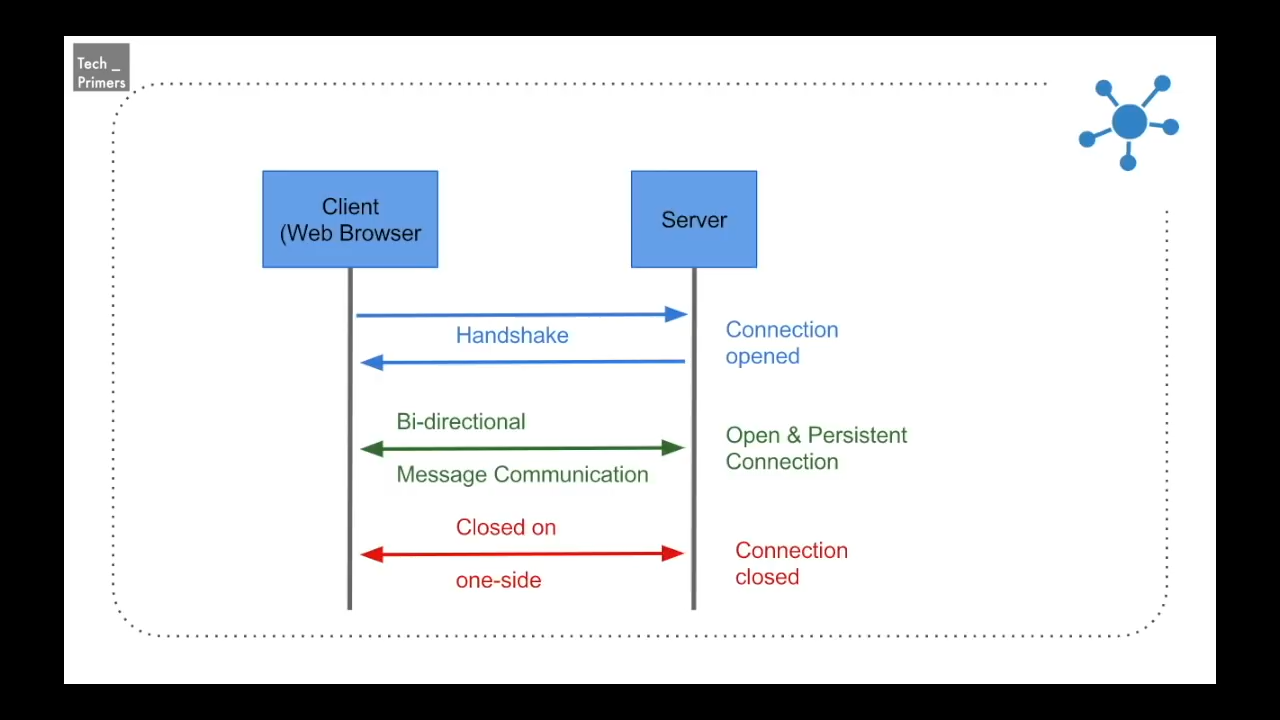 Tech _
Primers
Client
(Web Browser
Server
Handshake
Connection
opened
Bi-directional
Message Communication
Open & Persistent
Connection
Closed on
one-side
Connection
closed